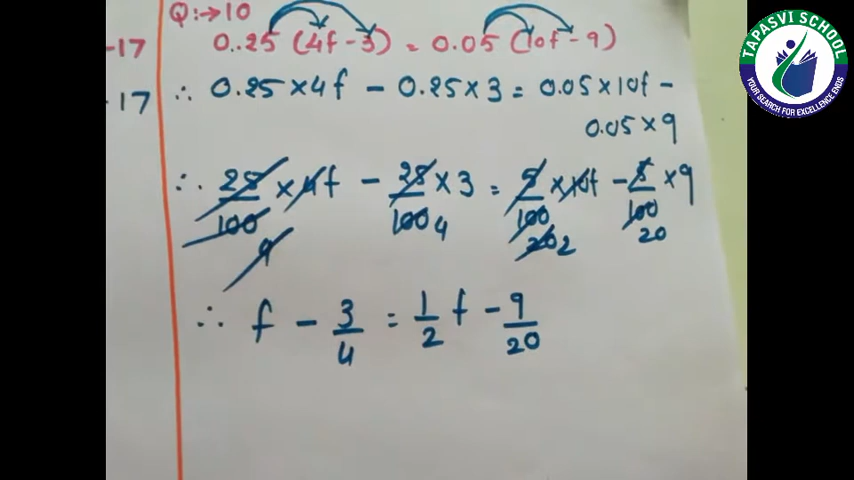 Q:→10
-17
0.25 (4f-3) = 0.05 (10f-9)
17
∴ 0.25×4f - 0.25×3 = 0.05×10f -
0.05×9
∴ 25/100 ×4f - 25/100 4 ×3 = 5/100 20 2 ×10f - 5/100 20 ×9
∴ f - 3/4 = 1/2 f - 9/20
TAPASVI SCHOOL
YOUR SEARCH FOR EXCELLENCE ENDS